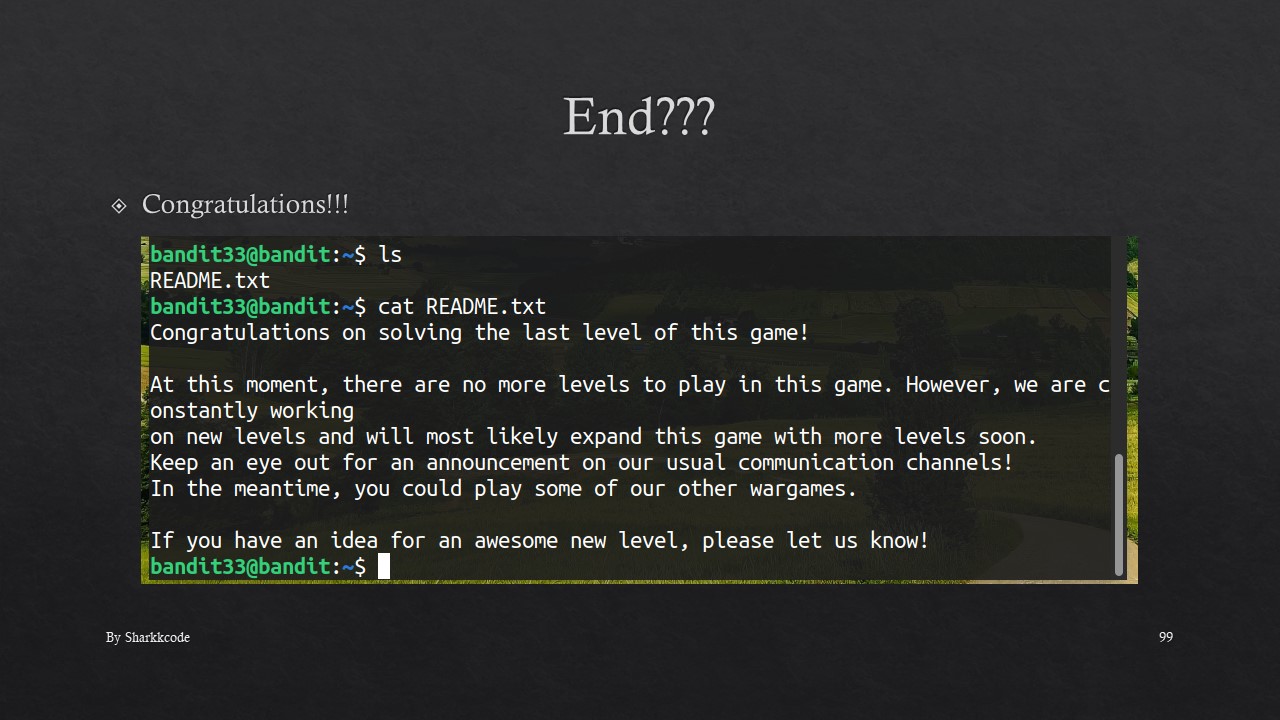 End???
Congratulations!!!
bandit33@bandit:~$ ls
README.txt
bandit33@bandit:~$ cat README.txt
Congratulations on solving the last level of this game!
At this moment, there are no more levels to play in this game. However, we are c
onstantly working
on new levels and will most likely expand this game with more levels soon.
Keep an eye out for an announcement on our usual communication channels!
In the meantime, you could play some of our other wargames.
If you have an idea for an awesome new level, please let us know!
bandit33@bandit:~$
By Sharkkcode
99